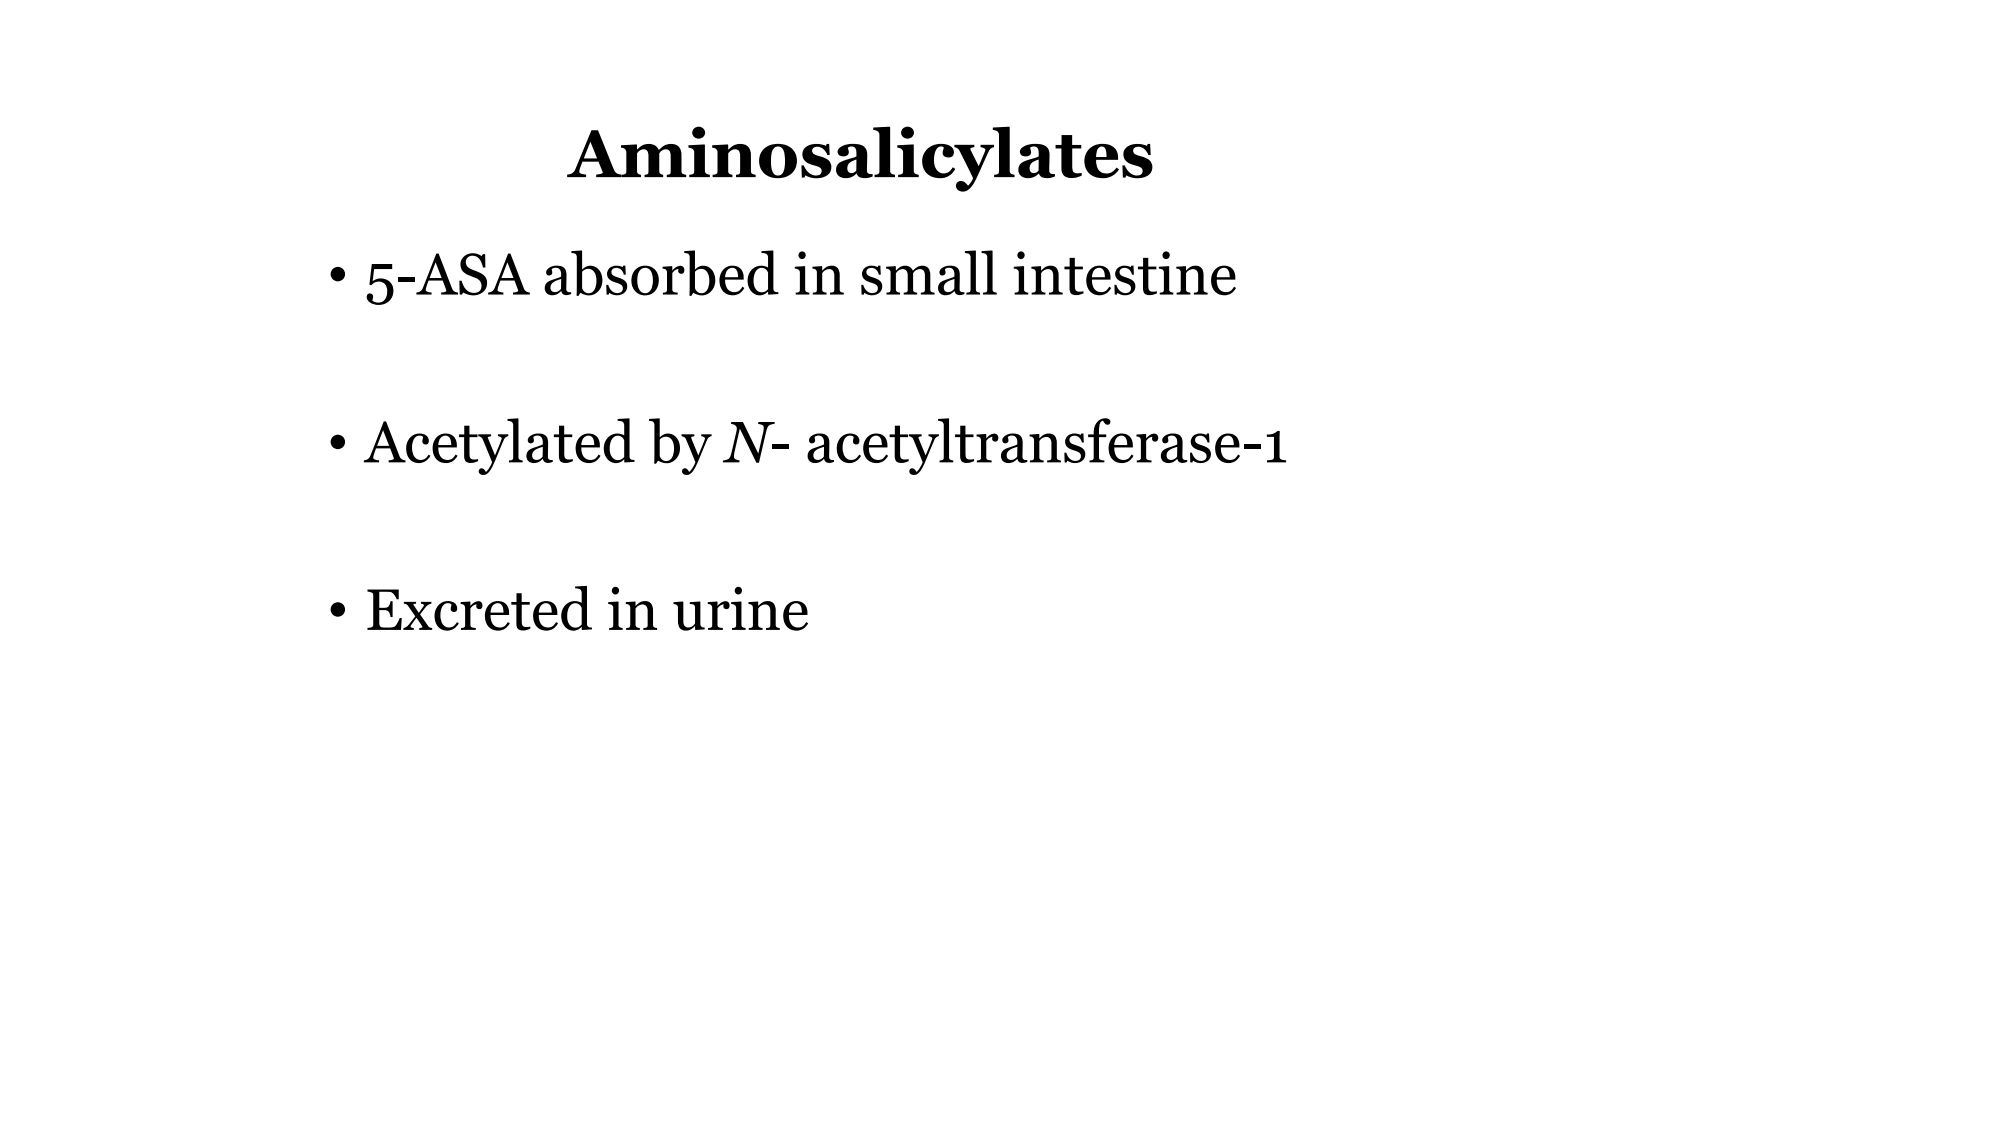 Aminosalicylates
• 5-ASA absorbed in small intestine
• Acetylated by N- acetyltransferase-1
• Excreted in urine